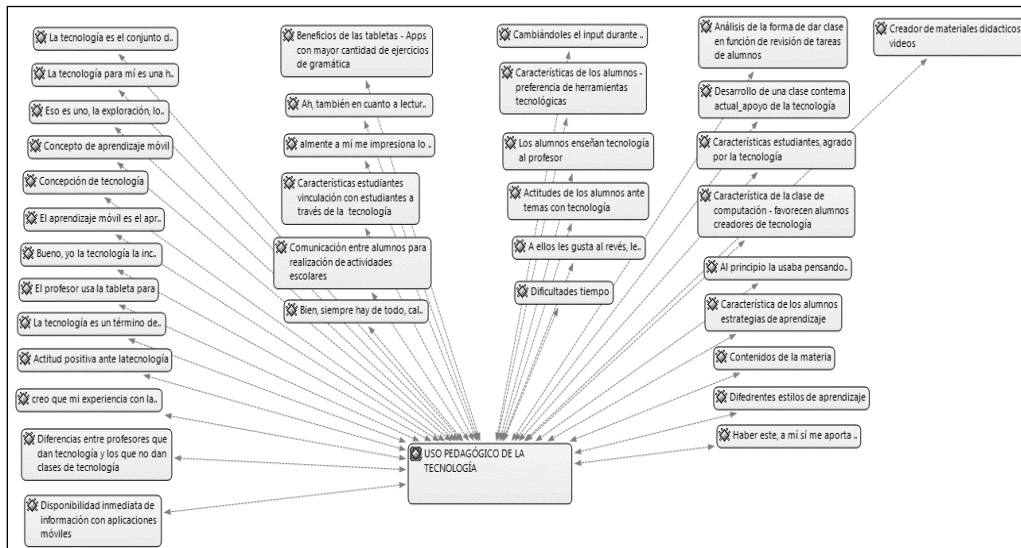 La tecnología es el conjunto d..
La tecnología para mí es una h..
Eso es uno, la exploración, lo..
Concepto de aprendizaje móvil
Concepción de tecnología
El aprendizaje móvil es el apr..
Bueno, yo la tecnología la inc..
El profesor usa la tableta para
La tecnología es un término de..
Actitud positiva ante latecnología
creo que mi experiencia con la..
Diferencias entre profesores que
dan tecnología y los que no dan
clases de tecnología
Disponibilidad inmediata de
información con aplicaciones
móviles
Beneficios de las tabletas - Apps
con mayor cantidad de ejercicios
de gramática
Ah, también en cuanto a lectur..
almente a mí me impresiona lo ..
Características estudiantes
vinculación con estudiantes a
través de la tecnología
Comunicación entre alumnos para
realización de actividades
escolares
Bien, siempre hay de todo, cal..
Cambiándoles el input durante ..
Características de los alumnos -
preferencia de herramientas
tecnológicas
Los alumnos enseñan tecnología
al profesor
Actitudes de los alumnos ante
temas con tecnología
A ellos les gusta al revés, le..
Dificultades tiempo
Análisis de la forma de dar clase
en función de revisión de tareas
de alumnos
Desarrollo de una clase contema
actual_apoyo de la tecnología
Características estudiantes, agrado
por la tecnología
Característica de la clase de
computación - favorecen alumnos
creadores de tecnología
Al principio la usaba pensando..
Característica de los alumnos
estrategias de aprendizaje
Contenidos de la materia
Difedrentes estilos de aprendizaje
Haber este, a mí sí me aporta ..
Creador de materiales didacticos
videos
USO PEDAGÓGICO DE LA
TECNOLOGÍA